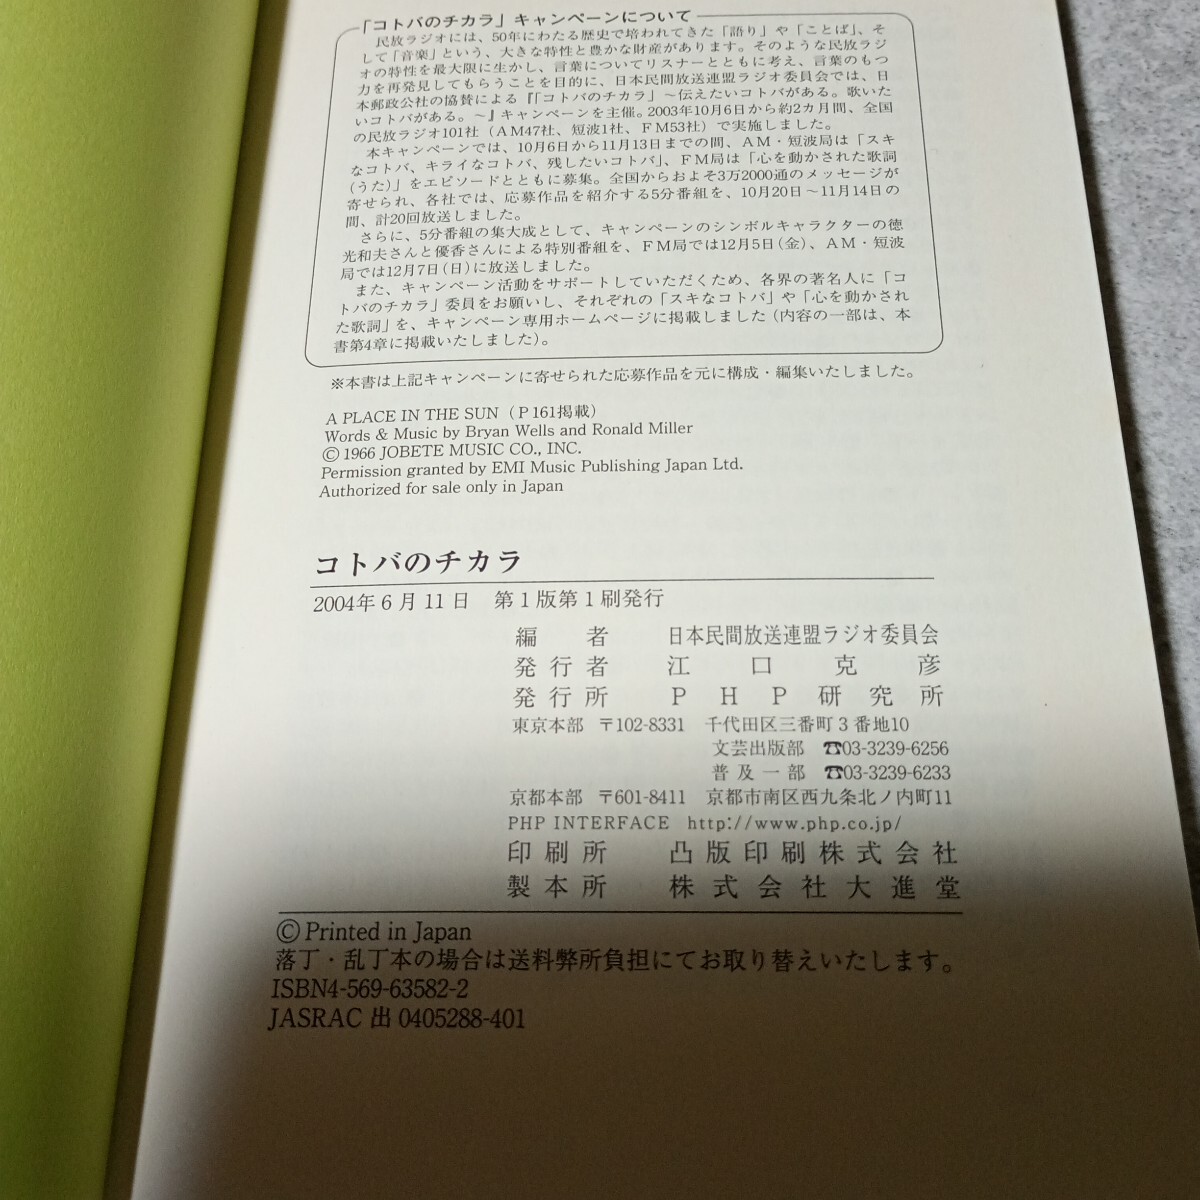 「コトバのチカラ」キャンペーンについて
民放ラジオには、50年にわたる歴史で培われてきた「語り」や「ことば」、そ
して「音楽」という、大きな特性と豊かな財産があります。そのような民放ラジ
オの特性を最大限に生かし、言葉についてリスナーとともに考え、言葉のもつ
力を再発見してもらうことを目的に、日本民間放送連盟ラジオ委員会では、日
本郵政公社の協賛による『「コトバのチカラ」～伝えたいコトバがある。歌いた
いコトバがある。～』キャンペーンを主催。2003年10月6日から約2カ月間、全国
の民放ラジオ101社（AM47社、短波1社、FM53社）で実施しました。
本キャンペーンでは、10月6日から11月13日までの間、AM・短波局は「スキ
なコトバ、キライなコトバ、残したいコトバ」、FM局は「心を動かされた歌詞
(うた)」をエピソードとともに募集。全国からおよそ3万2000通のメッセージが
寄せられ、各社では、応募作品を紹介する5分番組を、10月20日～11月14日の
間、計20回放送しました。
さらに、5分番組の集大成として、キャンペーンのシンボルキャラクターの徳
光和夫さんと優香さんによる特別番組を、FM局では12月5日(金)、AM・短波
局では12月7日(日)に放送しました。
また、キャンペーン活動をサポートしていただくため、各界の著名人に「コ
トバのチカラ」委員をお願いし、それぞれの「スキなコトバ」や「心を動かされ
た歌詞」を、キャンペーン専用ホームページに掲載しました（内容の一部は、本
書第4章に掲載いたしました）。
※本書は上記キャンペーンに寄せられた応募作品を元に構成・編集いたしました。
A PLACE IN THE SUN（P161掲載）
Words & Music by Bryan Wells and Ronald Miller
©1966 JOBETE MUSIC CO., INC.
Permission granted by EMI Music Publishing Japan Ltd.
Authorized for sale only in Japan
コトバのチカラ
2004年6月11日 第1版第1刷発行
編者 日本民間放送連盟ラジオ委員会
発行者 江口克彦
発行所 PHP研究所
東京本部 〒102-8331 千代田区三番町3番地10
文芸出版部 ☎03-3239-6256
普及一部 ☎03-3239-6233
京都本部 〒601-8411 京都市南区西九条北ノ内町11
PHP INTERFACE http://www.php.co.jp/
印刷所 凸版印刷株式会社
製本所 株式会社大進堂
© Printed in Japan
落丁・乱丁本の場合は送料弊所負担にてお取り替えいたします。
ISBN4-569-63582-2
JASRAC 出 0405288-401